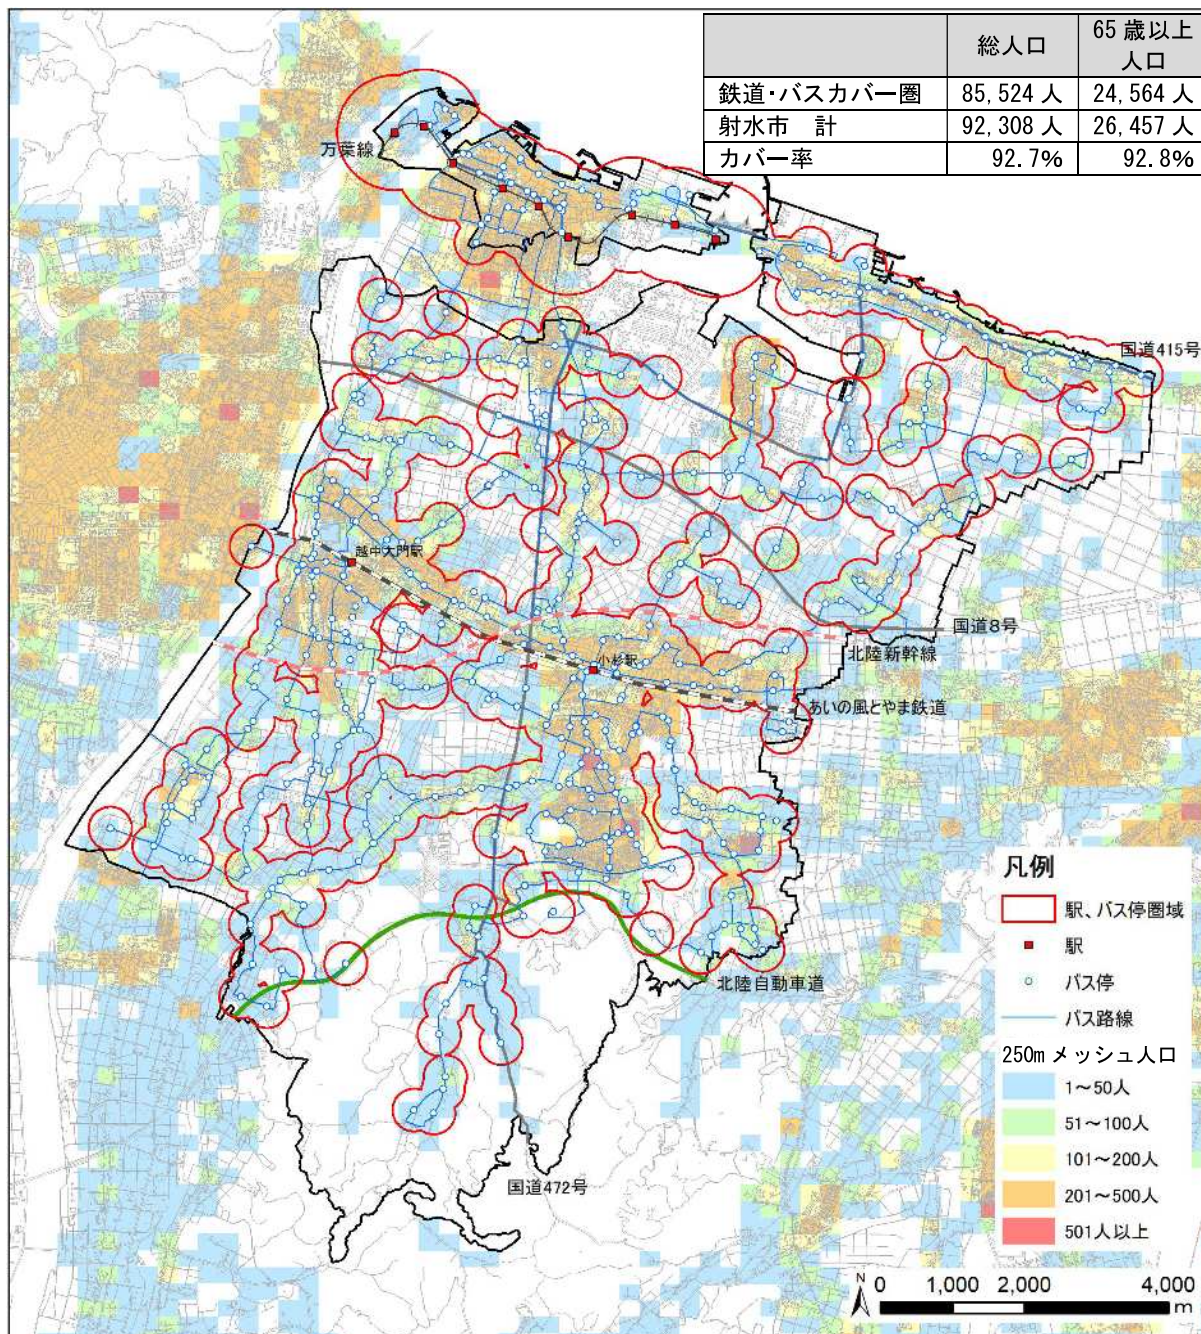 総人口 65歳以上人口
鉄道・バスカバー圏 85,524人 24,564人
射水市 計 92,308人 26,457人
カバー率 92.7% 92.8%
万葉線
国道415号
越中大門駅
国道8号
北陸新幹線
小杉駅
あいの風とやま鉄道
北陸自動車道
国道472号
凡例
駅、バス停圏域
駅
バス停
バス路線
250mメッシュ人口
1～50人
51～100人
101～200人
201～500人
501人以上
N
0 1,000 2,000 4,000
m